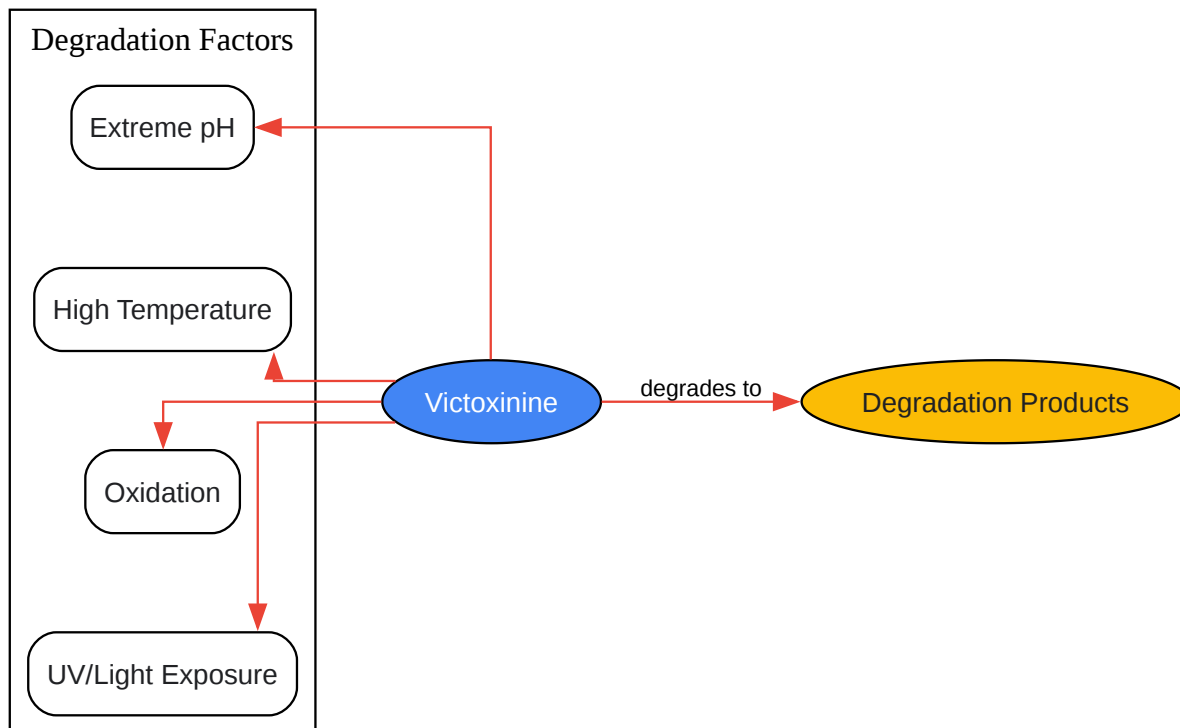 Degradation Factors
Extreme pH
High Temperature
Victoxinine
degrades to
Degradation Products
Oxidation
UV/Light Exposure